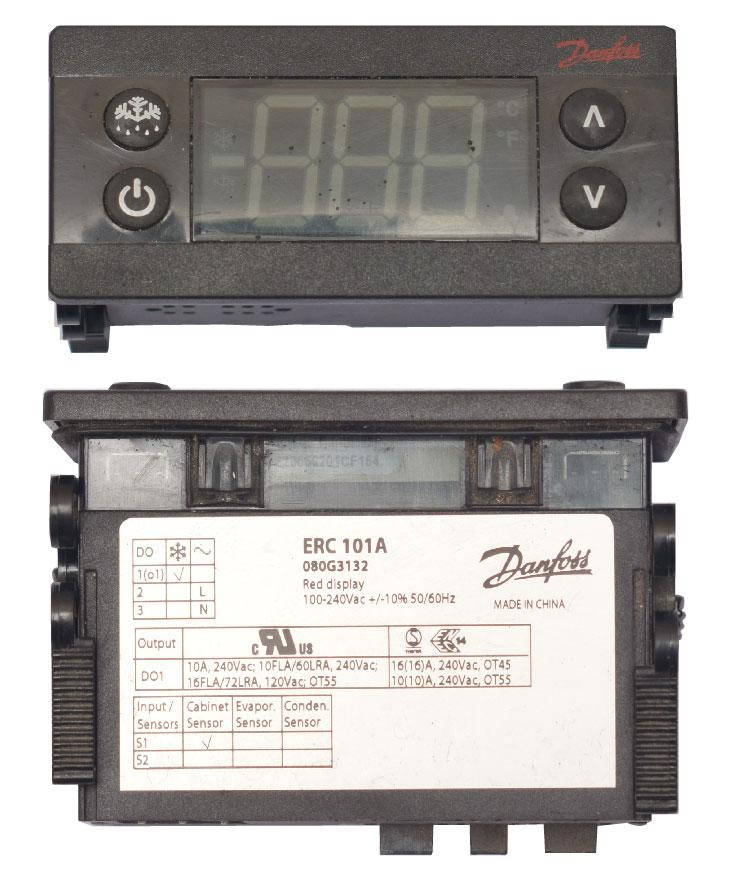 Danfoss
°C
°F
ERC 101A
080G3132
Red display
100-240Vac +/-10% 50/60Hz
Danfoss
MADE IN CHINA
DO
1(o1) √
2 L
3 N
Output
c RU US
S
14
DO1
10A, 240Vac; 10FLA/60LRA, 240Vac;
16FLA/72LRA, 120Vac; OT55
16(16)A, 240Vac, OT45
10(10)A, 240Vac, OT55
Input / Sensors
Cabinet Sensor
Evapor. Sensor
Conden. Sensor
S1 √
S2